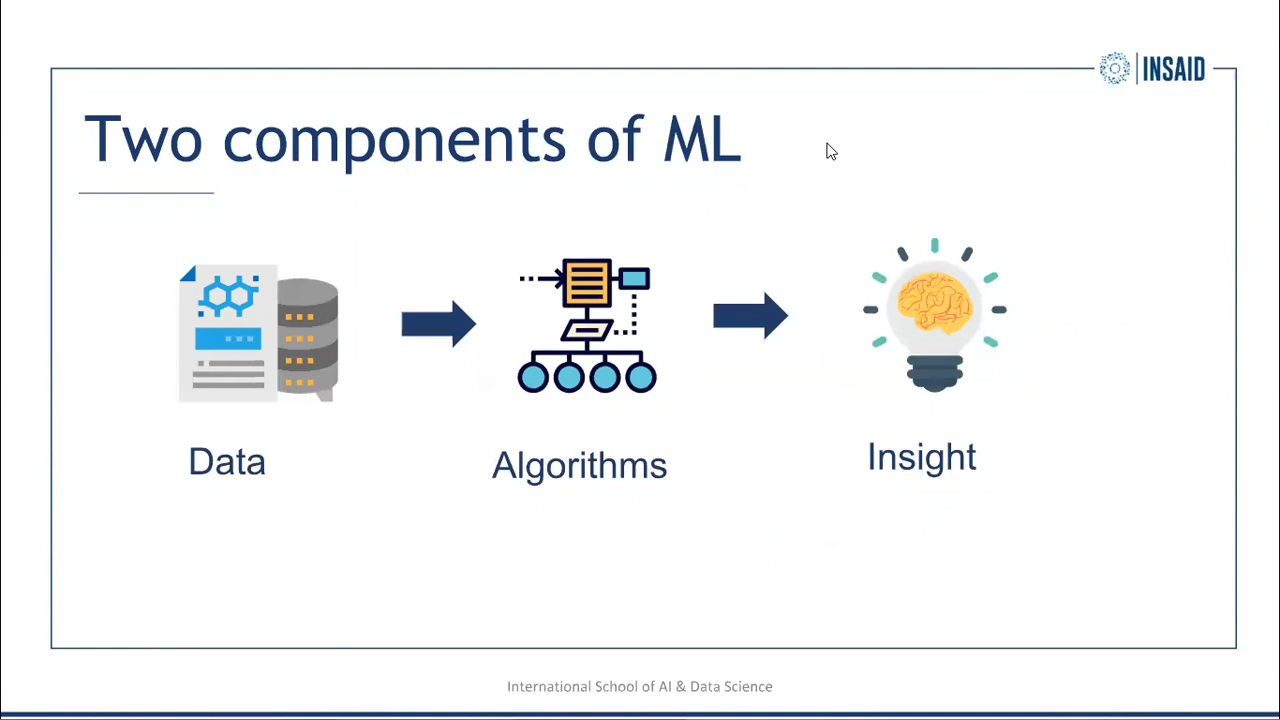 INSAID
Two components of ML
Data
Algorithms
Insight
International School of AI & Data Science